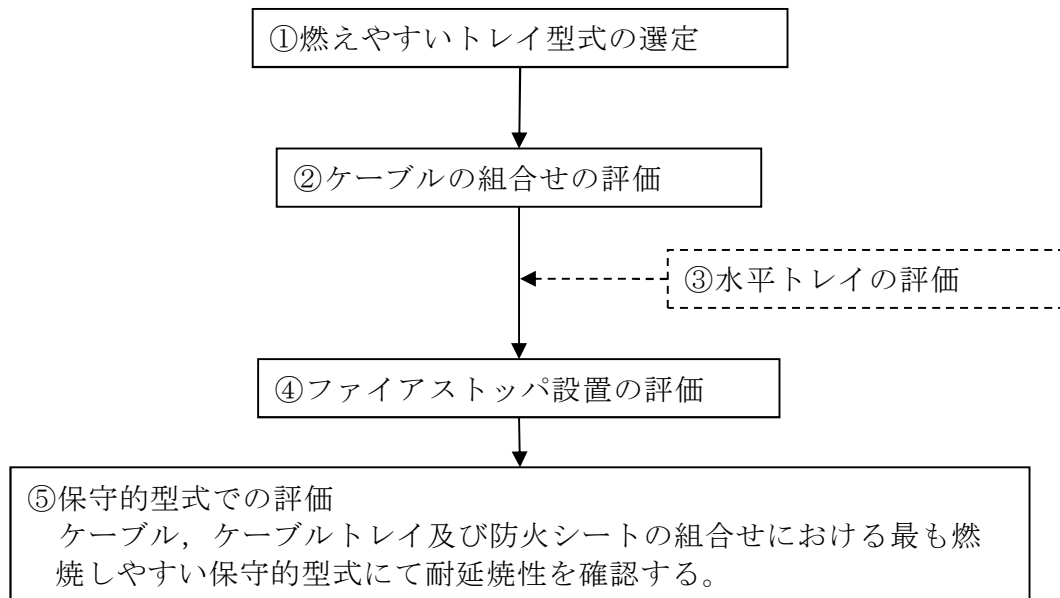 ①燃えやすいトレイ型式の選定
②ケーブルの組合せの評価
③水平トレイの評価
④ファイアストッパ設置の評価
⑤保守的型式での評価
ケーブル，ケーブルトレイ及び防火シートの組合せにおける最も燃
焼しやすい保守的型式にて耐延焼性を確認する。